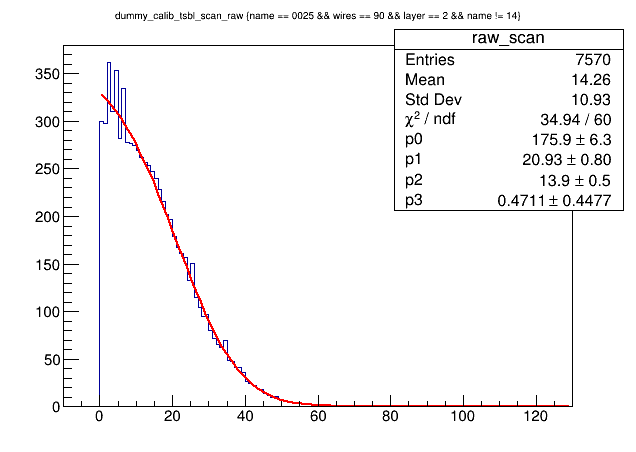 dummy_calib_tsbl_scan_raw {name == 0025 && wires == 90 && layer == 2 && name != 14}
raw_scan
Entries 7570
Mean 14.26
Std Dev 10.93
χ² / ndf 34.94 / 60
p0 175.9 ± 6.3
p1 20.93 ± 0.80
p2 13.9 ± 0.5
p3 0.4711 ± 0.4477
350
300
250
200
150
100
50
0
0 20 40 60 80 100 120